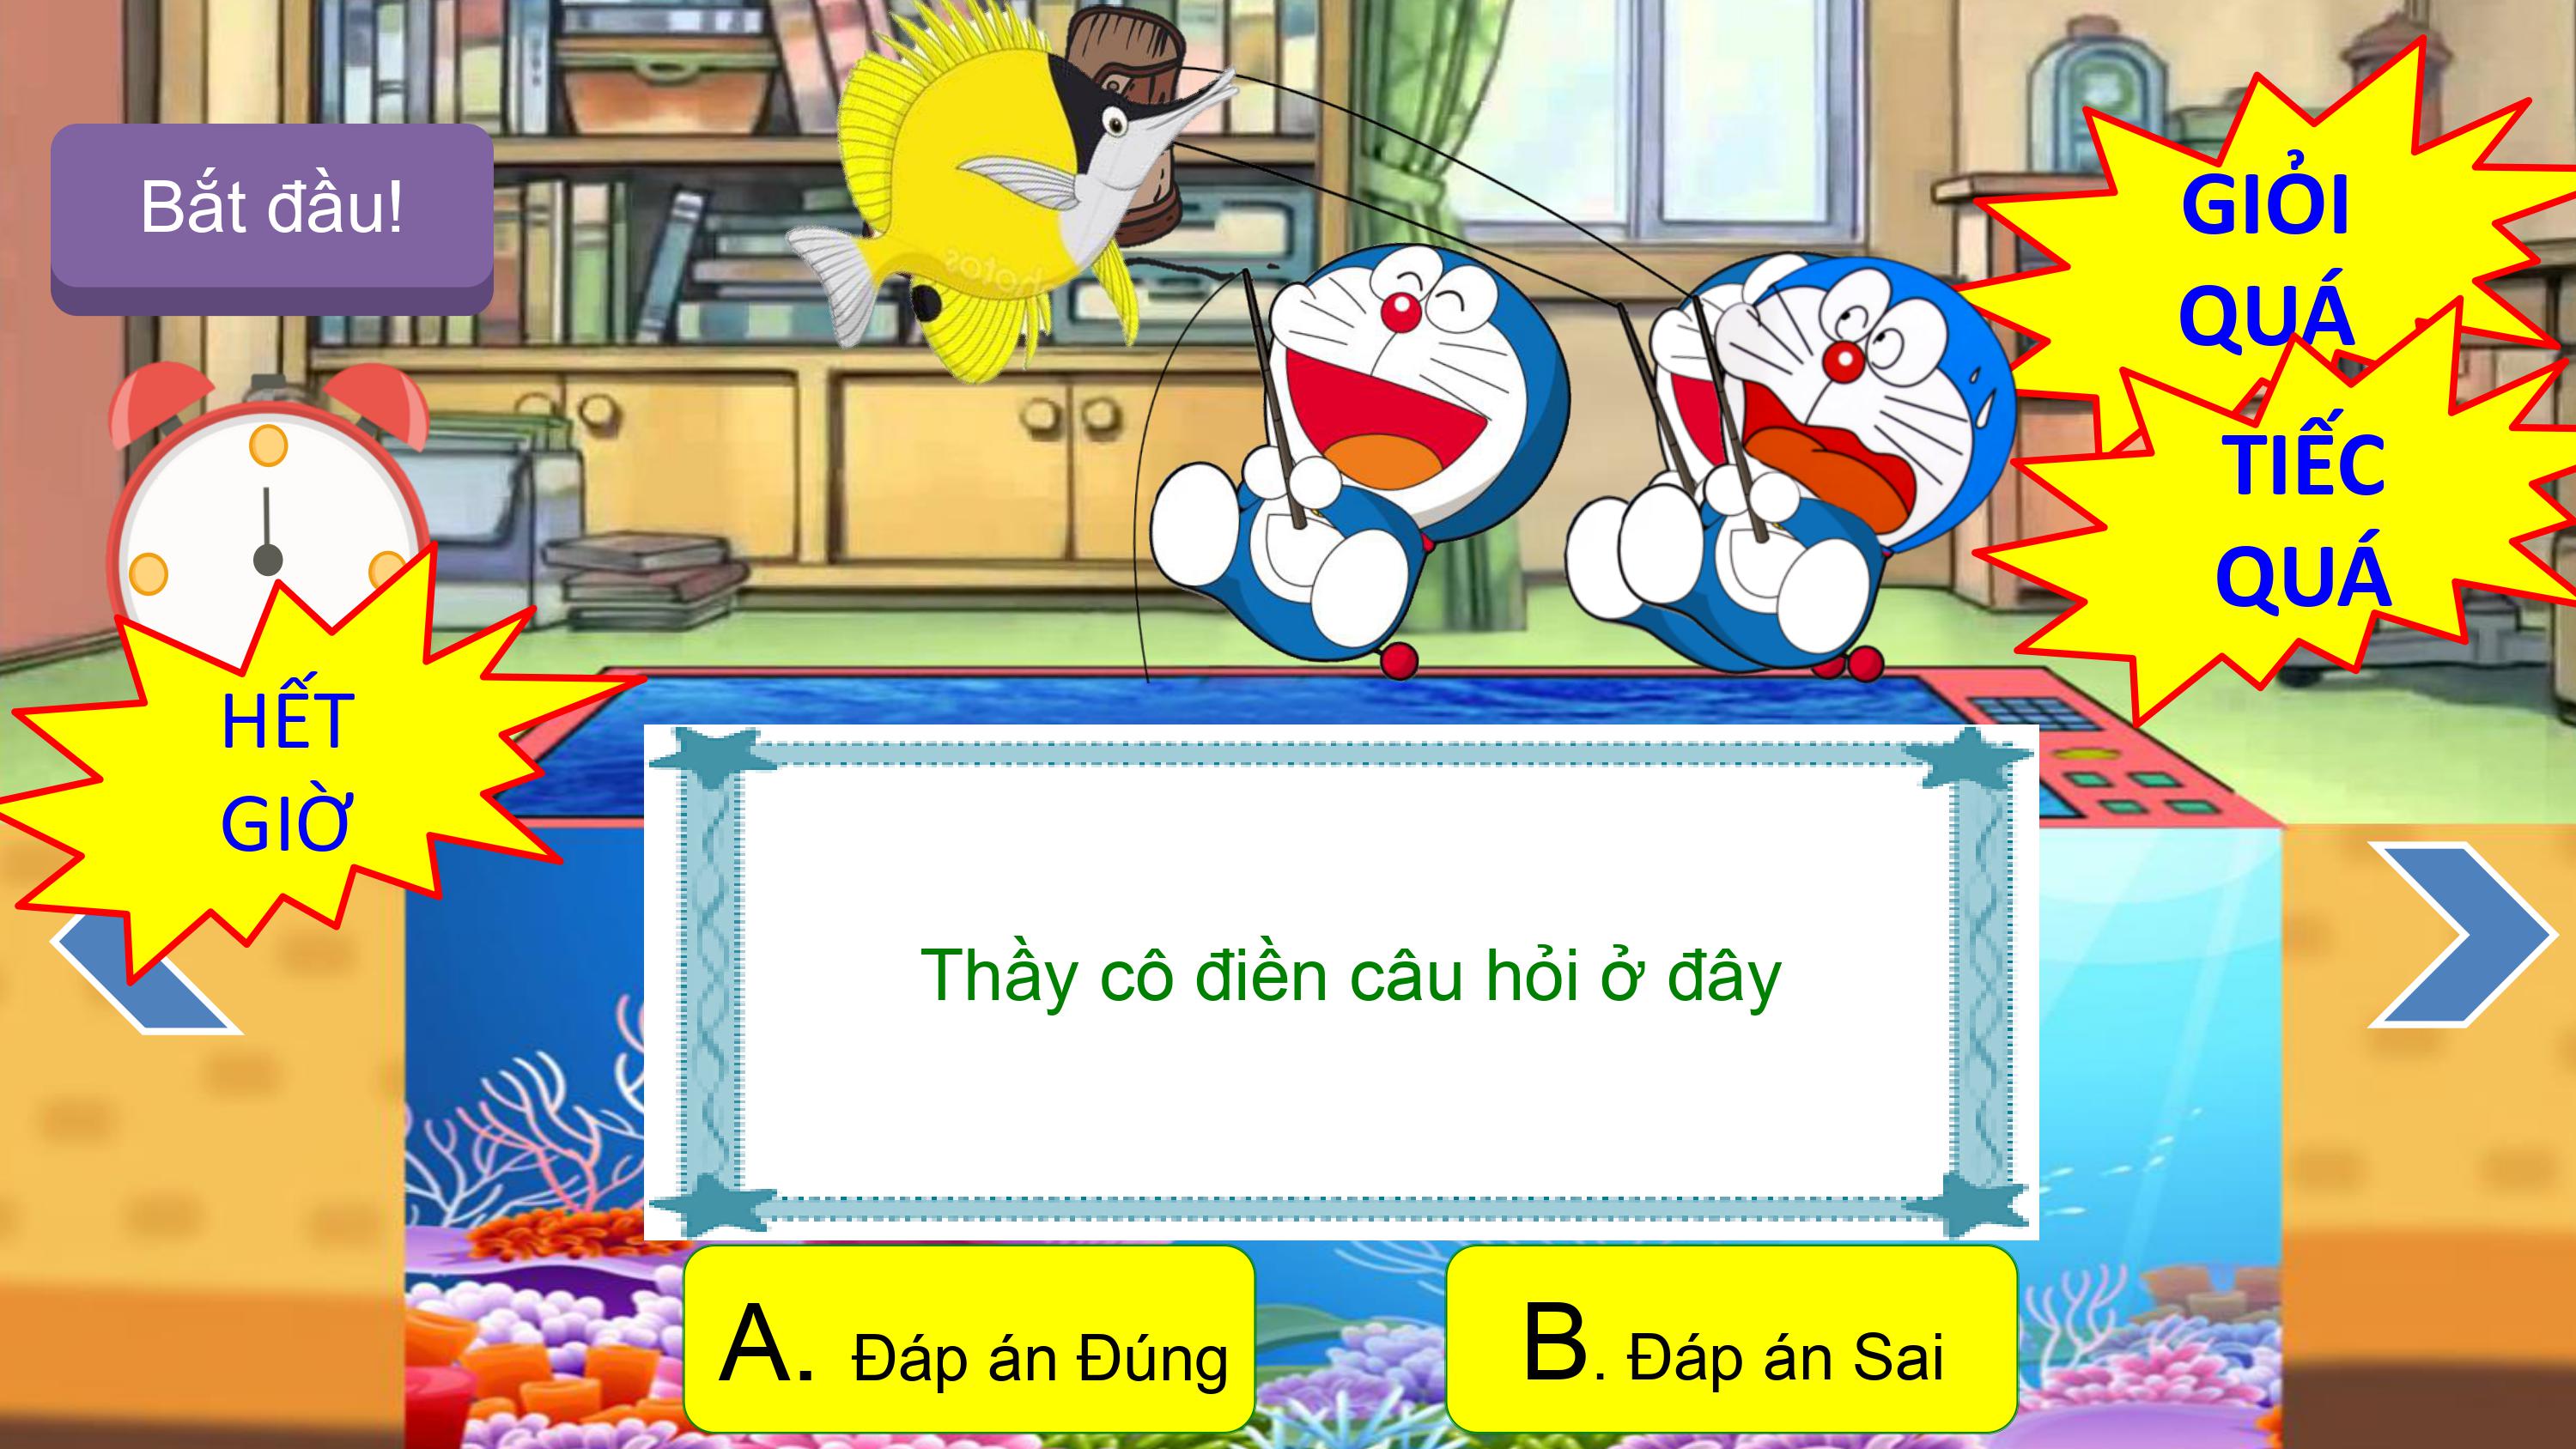 Bắt đầu!
GIỎI
QUÁ
TIẾC
QUÁ
HẾT
GIỜ
Thầy cô điền câu hỏi ở đây
A. Đáp án Đúng
B. Đáp án Sai